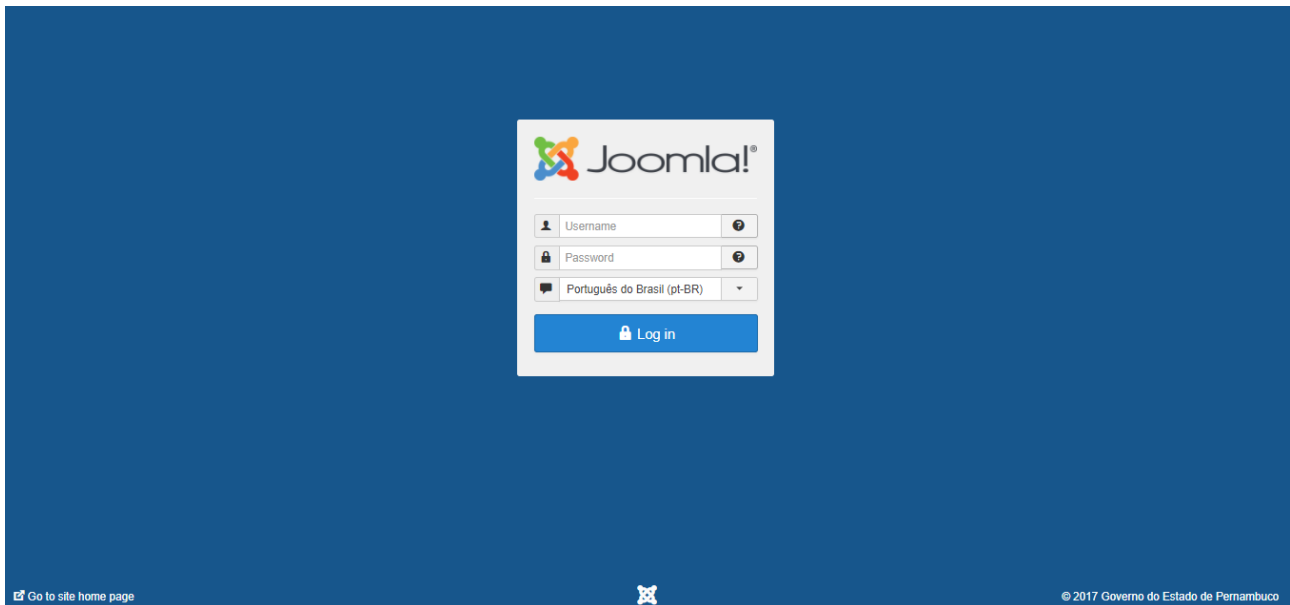 Joomla!®
Username
Password
Português do Brasil (pt-BR)
Log in
Go to site home page
© 2017 Governo do Estado de Pernambuco